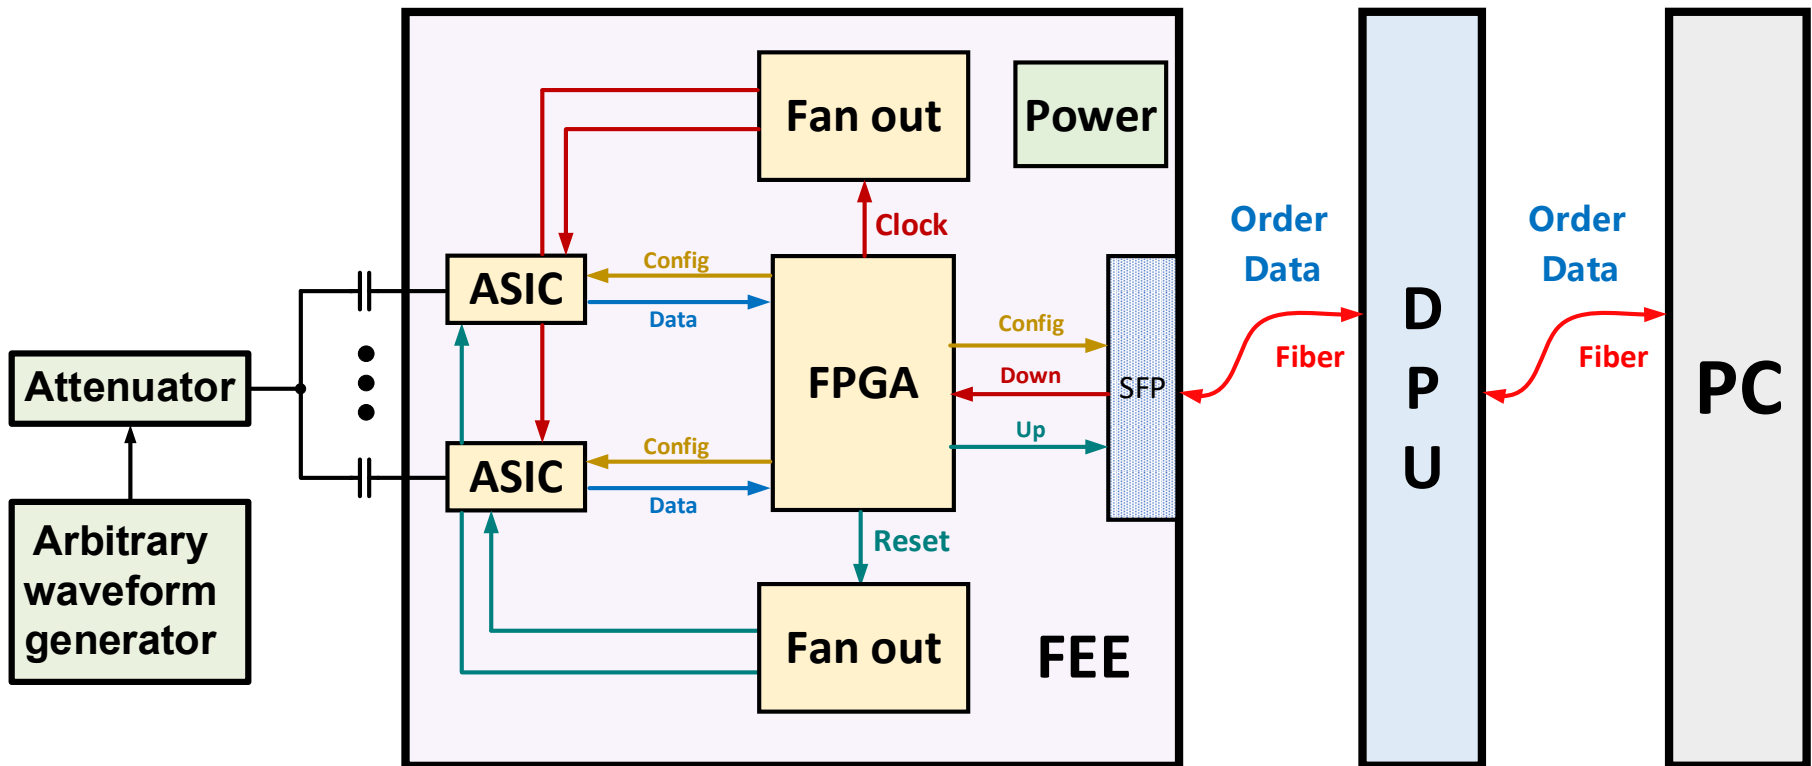 Attenuator
Arbitrary
waveform
generator
Fan out
Power
Clock
ASIC
Config
Data
ASIC
Config
Data
FPGA
Config
Down
Up
SFP
Reset
Fan out
FEE
Order
Data
Fiber
D
P
U
Order
Data
Fiber
PC